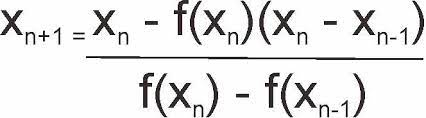 xₙ₊₁ = xₙ - f(xₙ)(xₙ - xₙ₋₁)
f(xₙ) - f(xₙ₋₁)